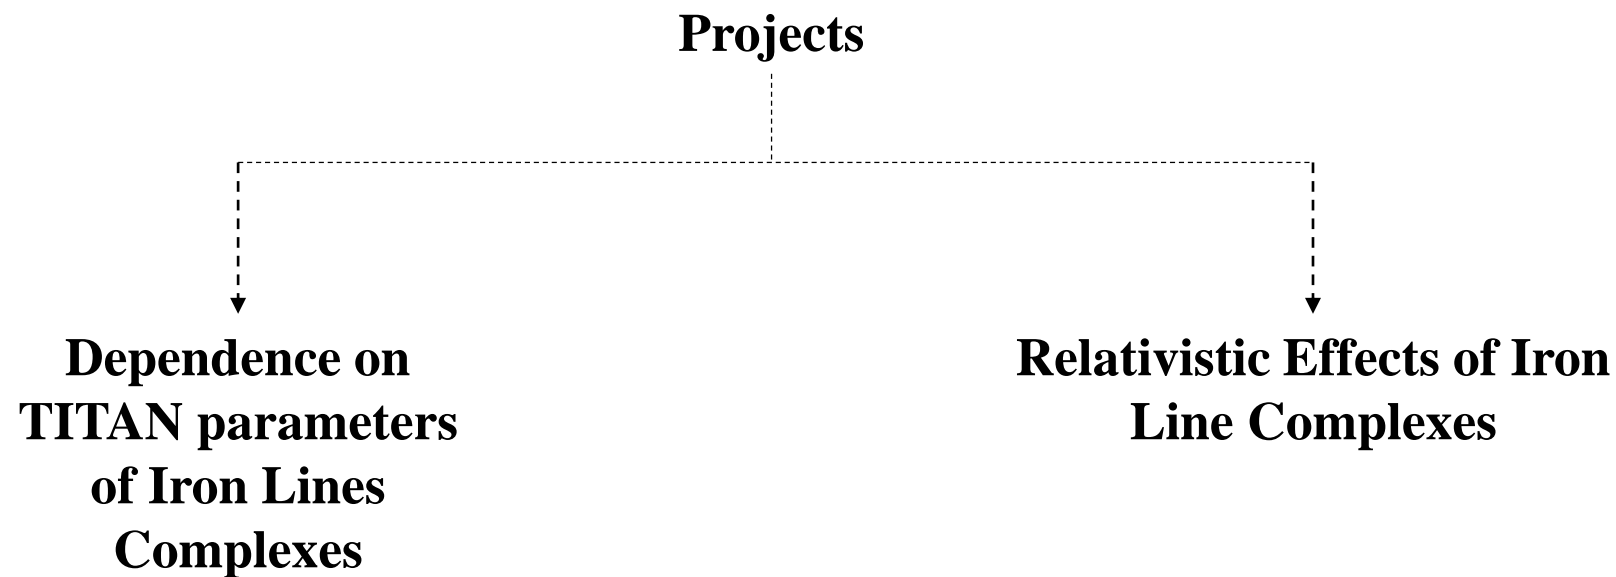 Projects
Dependence on
TITAN parameters
of Iron Lines
Complexes
Relativistic Effects of Iron
Line Complexes